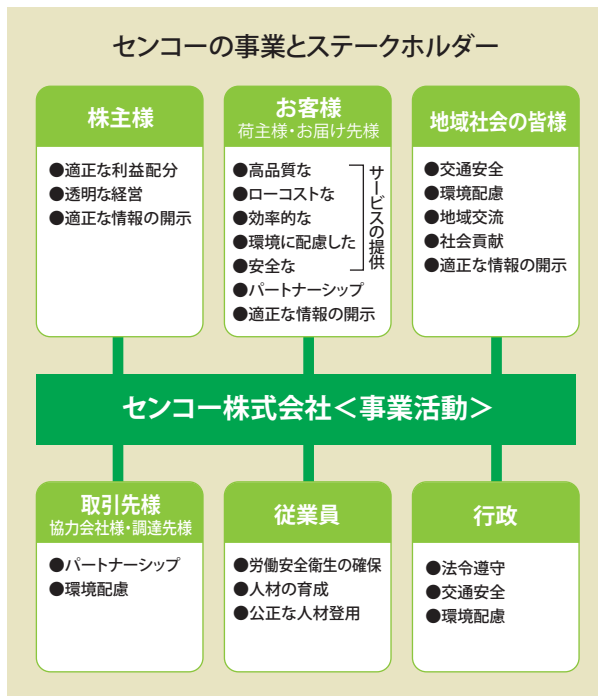 センコーの事業とステークホルダー
株主様
●適正な利益配分
●透明な経営
●適正な情報の開示
お客様
荷主様・お届け先様
●高品質な
●ローコストな
●効率的な
●環境に配慮した
●安全な
サービスの提供
●パートナーシップ
●適正な情報の開示
地域社会の皆様
●交通安全
●環境配慮
●地域交流
●社会貢献
●適正な情報の開示
センコー株式会社＜事業活動＞
取引先様
協力会社様・調達先様
●パートナーシップ
●環境配慮
従業員
●労働安全衛生の確保
●人材の育成
●公正な人材登用
行政
●法令遵守
●交通安全
●環境配慮